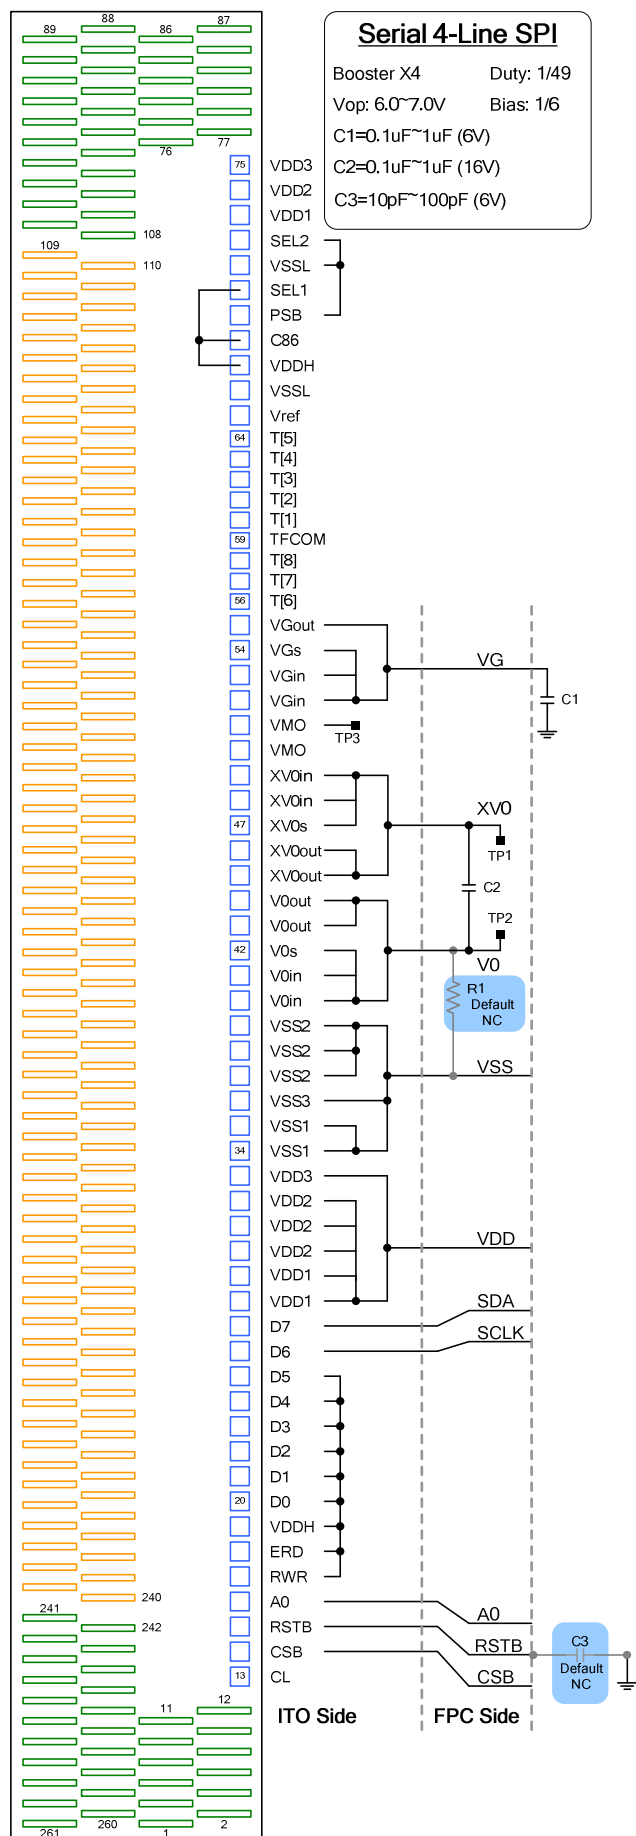 Serial 4-Line SPI
Booster X4 Duty: 1/49
Vop: 6.0~7.0V Bias: 1/6
C1=0.1uF~1uF (6V)
C2=0.1uF~1uF (16V)
C3=10pF~100pF (6V)
88 87
89 86
76 77
75 VDD3
VDD2
VDD1
108 SEL2
109
110 VSSL
SEL1
PSB
C86
VDDH
VSSL
Vref
64 T[5]
T[4]
T[3]
T[2]
T[1]
59 TFCOM
T[8]
T[7]
56 T[6]
VGout
54 VGs
VG
VGin
VGin
C1
VMO
TP3
VMO
XV0in
XV0in
XV0
47 XV0s
XV0out
TP1
XV0out
C2
V0out
V0out
TP2
42 V0s
V0
V0in
R1
Default
NC
V0in
VSS2
VSS2
VSS2
VSS
VSS3
VSS1
34 VSS1
VDD3
VDD2
VDD2
VDD
VDD2
VDD1
VDD1
SDA
D7
SCLK
D6
D5
D4
D3
D2
D1
20 D0
VDDH
ERD
RWR
240 A0
241 A0
242 RSTB
RSTB
C3
Default
NC
CSB
CSB
13 CL
11 12
ITO Side FPC Side
261 260 1 2